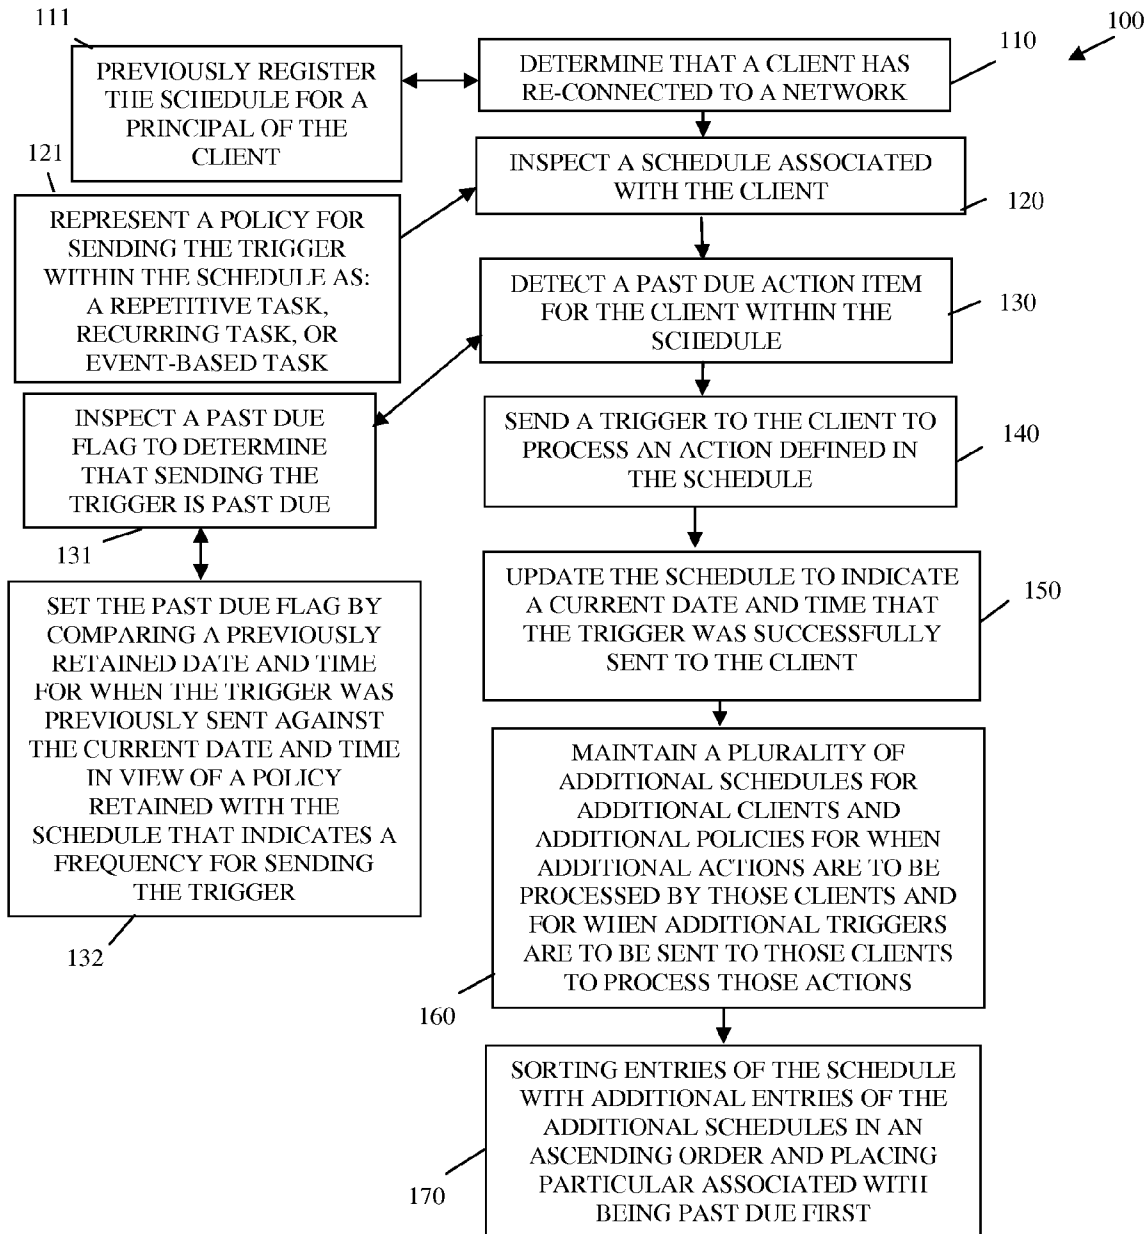 111
PREVIOUSLY REGISTER
THE SCHEDULE FOR A
PRINCIPAL OF THE
CLIENT
100
110
DETERMINE THAT A CLIENT HAS
RE-CONNECTED TO A NETWORK
121
REPRESENT A POLICY FOR
SENDING THE TRIGGER
WITHIN THE SCHEDULE AS:
A REPETITIVE TASK,
RECURRING TASK, OR
EVENT-BASED TASK
INSPECT A SCHEDULE ASSOCIATED
WITH THE CLIENT
120
DETECT A PAST DUE ACTION ITEM
FOR THE CLIENT WITHIN THE
SCHEDULE
130
INSPECT A PAST DUE
FLAG TO DETERMINE
THAT SENDING THE
TRIGGER IS PAST DUE
131
SEND A TRIGGER TO THE CLIENT TO
PROCESS AN ACTION DEFINED IN
THE SCHEDULE
140
SET THE PAST DUE FLAG BY
COMPARING A PREVIOUSLY
RETAINED DATE AND TIME
FOR WHEN THE TRIGGER WAS
PREVIOUSLY SENT AGAINST
THE CURRENT DATE AND TIME
IN VIEW OF A POLICY
RETAINED WITH THE
SCHEDULE THAT INDICATES A
FREQUENCY FOR SENDING
THE TRIGGER
132
UPDATE THE SCHEDULE TO INDICATE
A CURRENT DATE AND TIME THAT
THE TRIGGER WAS SUCCESSFULLY
SENT TO THE CLIENT
150
MAINTAIN A PLURALITY OF
ADDITIONAL SCHEDULES FOR
ADDITIONAL CLIENTS AND
ADDITIONAL POLICIES FOR WHEN
ADDITIONAL ACTIONS ARE TO BE
PROCESSED BY THOSE CLIENTS AND
FOR WHEN ADDITIONAL TRIGGERS
ARE TO BE SENT TO THOSE CLIENTS
TO PROCESS THOSE ACTIONS
160
SORTING ENTRIES OF THE SCHEDULE
WITH ADDITIONAL ENTRIES OF THE
ADDITIONAL SCHEDULES IN AN
ASCENDING ORDER AND PLACING
PARTICULAR ASSOCIATED WITH
BEING PAST DUE FIRST
170